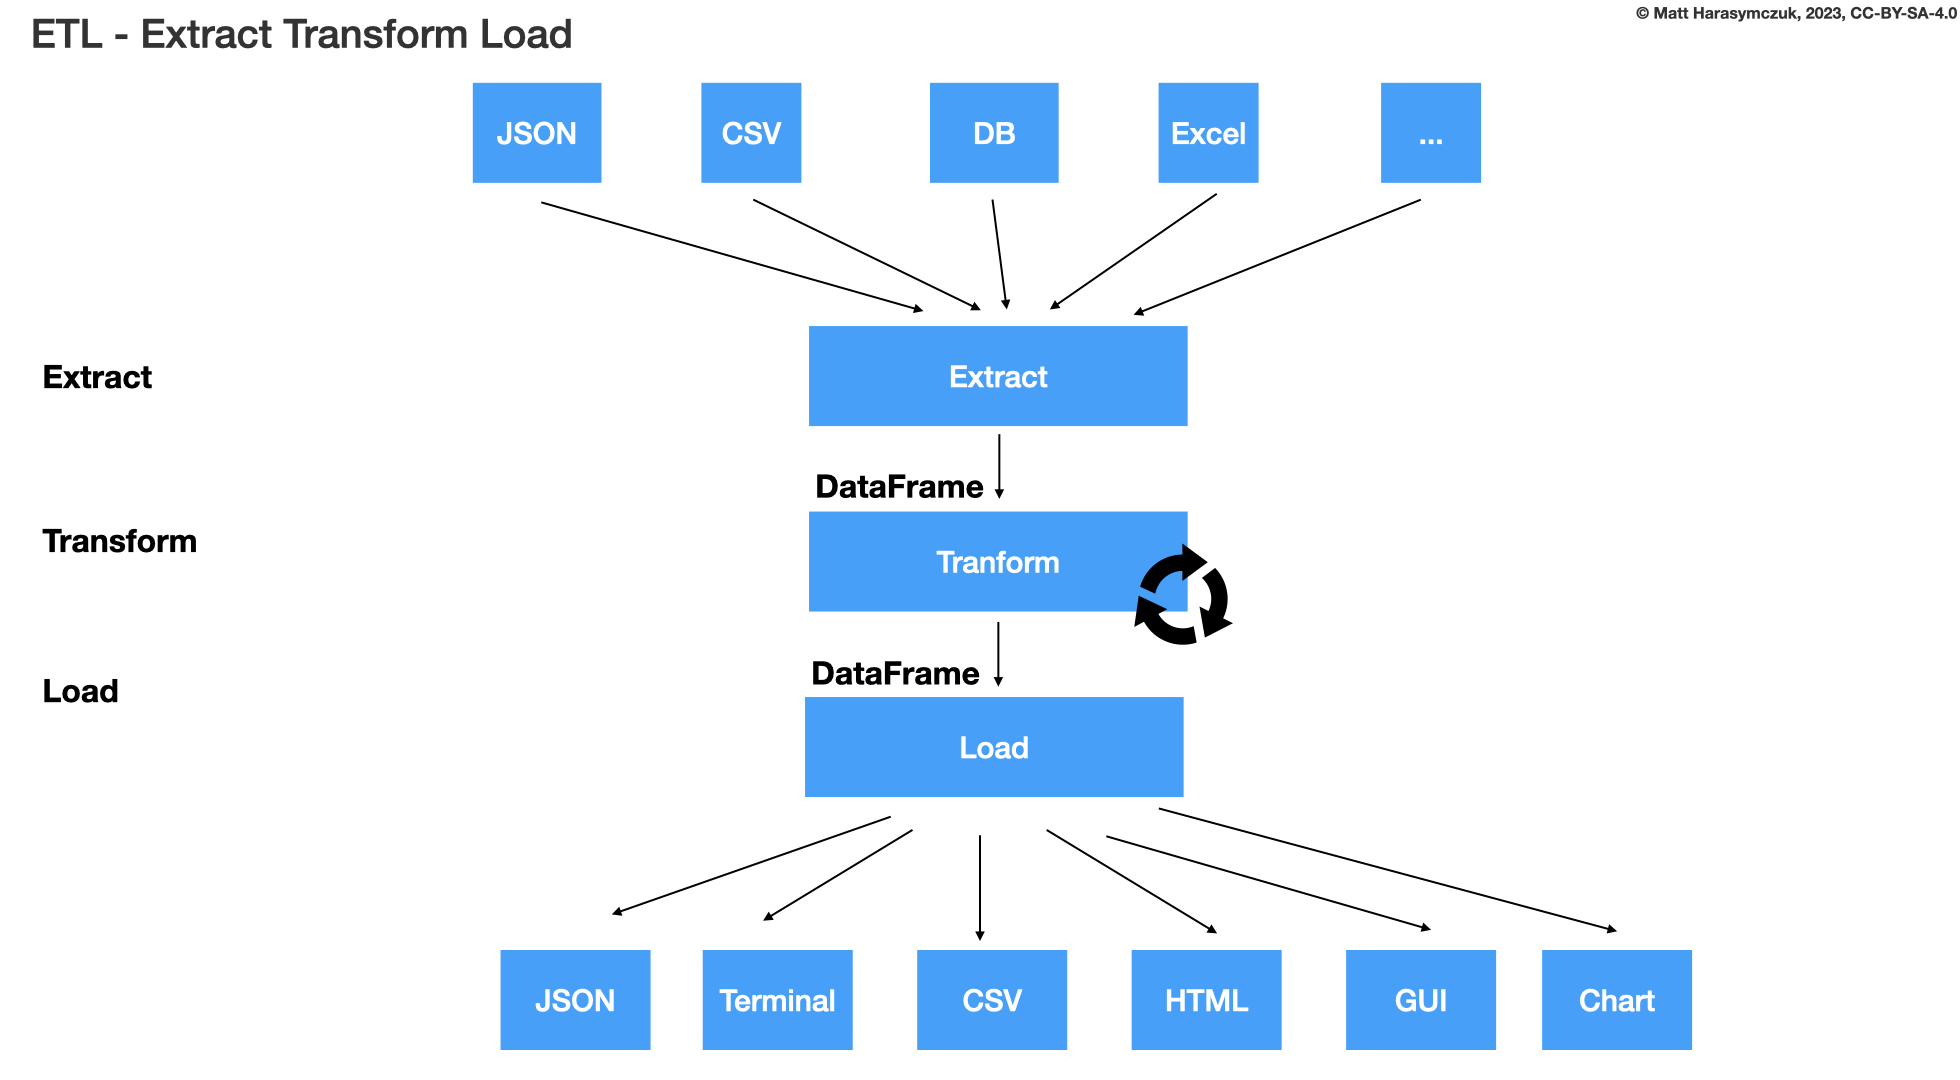 ETL - Extract Transform Load
© Matt Harasymczuk, 2023, CC-BY-SA-4.0
JSON
CSV
DB
Excel
...
Extract
Extract
DataFrame
Transform
Tranform
DataFrame
Load
Load
JSON
Terminal
CSV
HTML
GUI
Chart